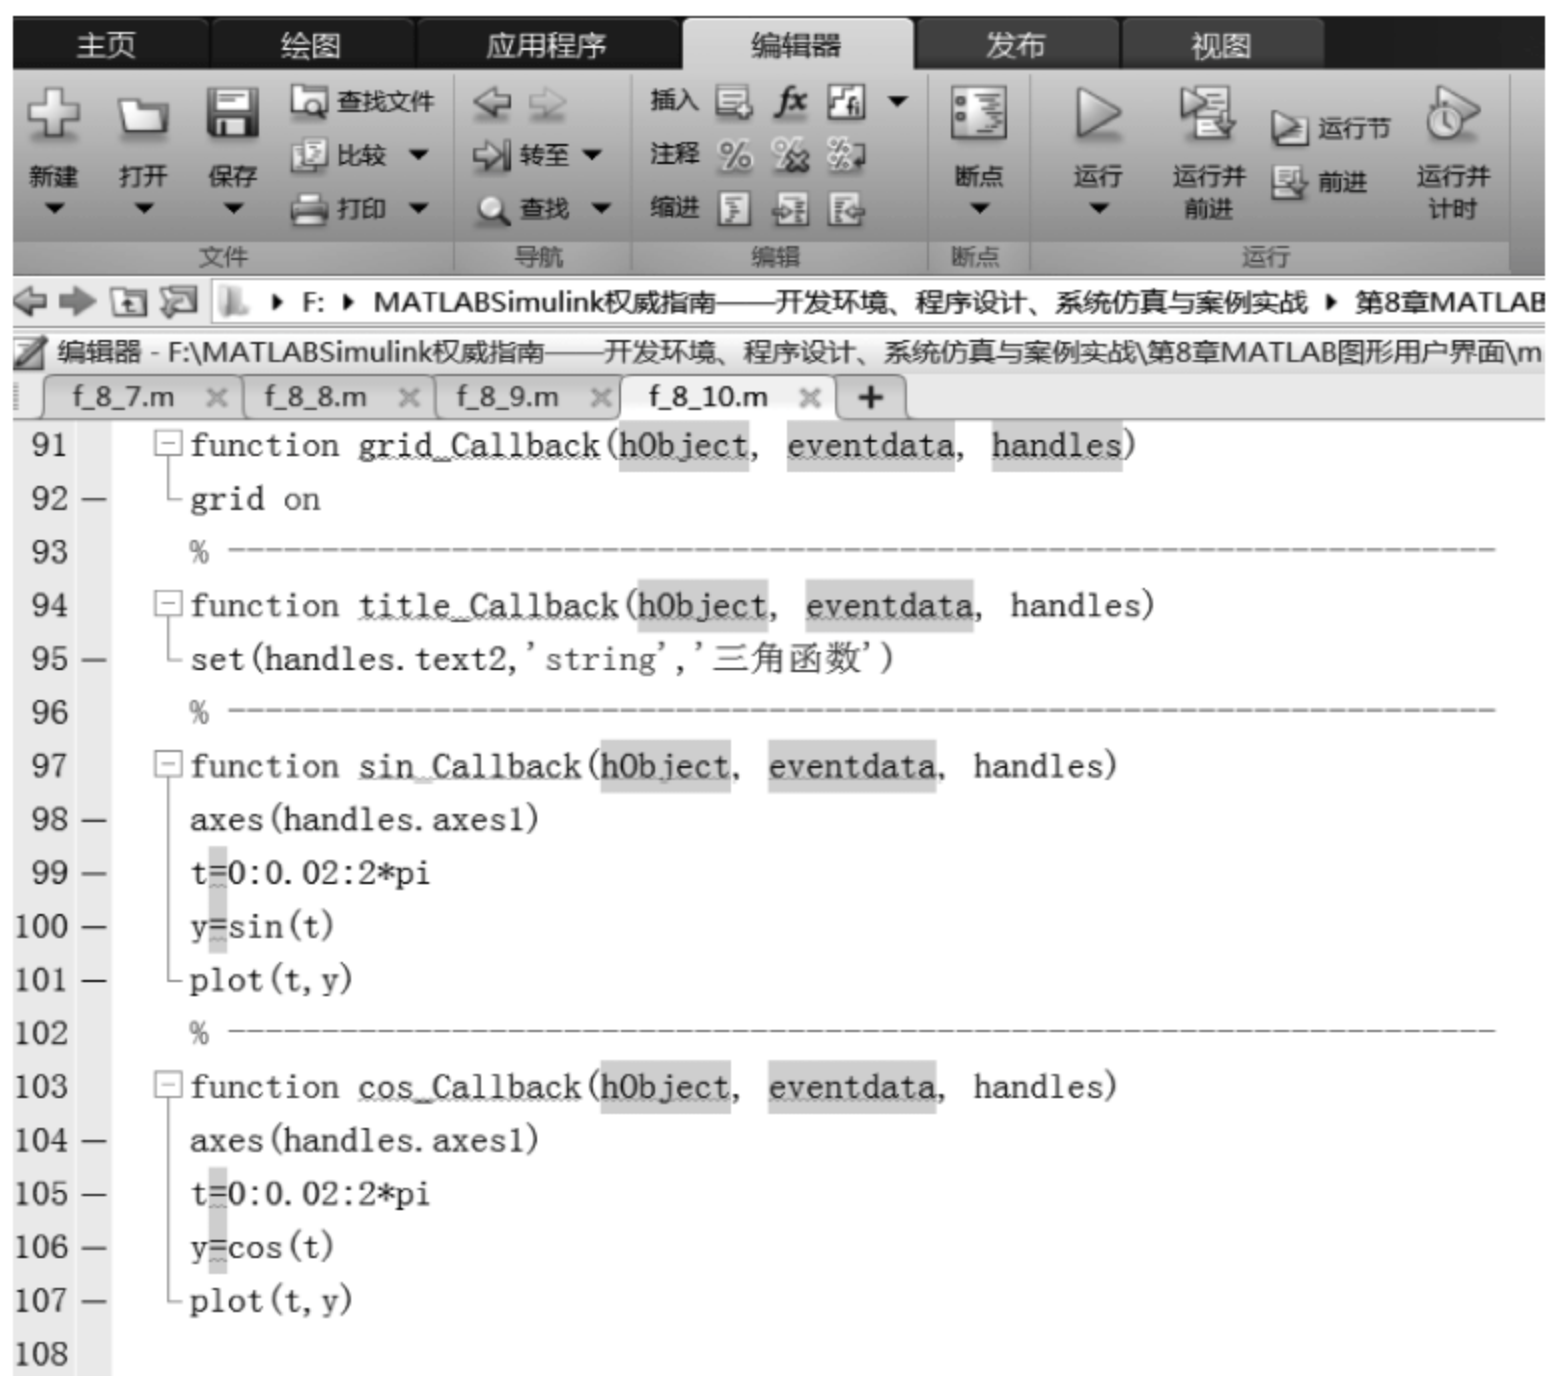 主页 绘图 应用程序 编辑器 发布 视图
新建 打开 保存 查找文件 比较 打印
转至 查找
插入 fx fi
注释 % %
缩进
断点 运行 运行并前进 运行节 前进 运行并计时
文件 导航 编辑 断点 运行
F: MATLABSimulink权威指南——开发环境、程序设计、系统仿真与案例实战 第8章MATLAB
编辑器 - F:\MATLABSimulink权威指南——开发环境、程序设计、系统仿真与案例实战\第8章MATLAB图形用户界面\m
f_8_7.m f_8_8.m f_8_9.m f_8_10.m +
91 function grid_Callback(hObject, eventdata, handles)
92 — grid on
93 % --------------------------------------------------------------------
94 function title_Callback(hObject, eventdata, handles)
95 — set(handles.text2,'string','三角函数')
96 % --------------------------------------------------------------------
97 function sin_Callback(hObject, eventdata, handles)
98 — axes(handles.axes1)
99 — t=0:0.02:2*pi
100 — y=sin(t)
101 — plot(t,y)
102 % --------------------------------------------------------------------
103 function cos_Callback(hObject, eventdata, handles)
104 — axes(handles.axes1)
105 — t=0:0.02:2*pi
106 — y=cos(t)
107 — plot(t,y)
108